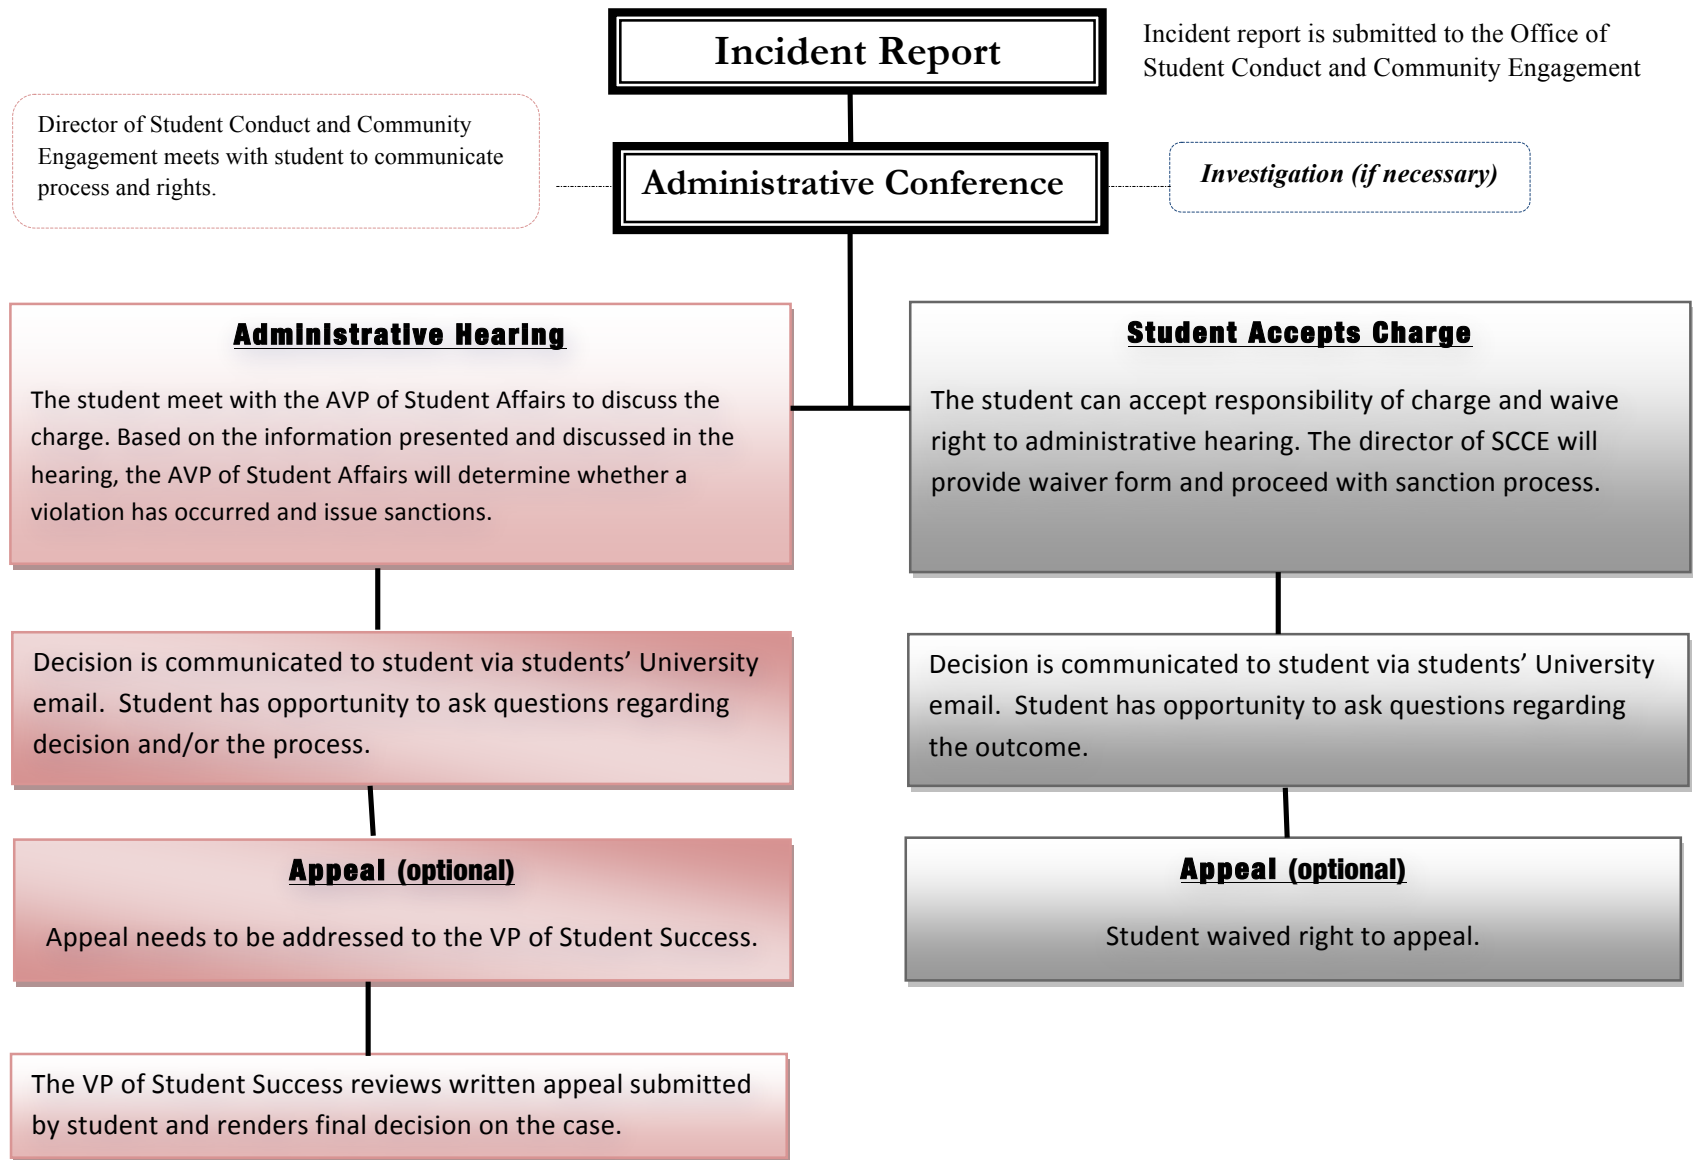 Incident Report
Incident report is submitted to the Office of
Student Conduct and Community Engagement
Director of Student Conduct and Community
Engagement meets with student to communicate
process and rights.
Administrative Conference
Investigation (if necessary)
Administrative Hearing
The student meet with the AVP of Student Affairs to discuss the
charge. Based on the information presented and discussed in the
hearing, the AVP of Student Affairs will determine whether a
violation has occurred and issue sanctions.
Student Accepts Charge
The student can accept responsibility of charge and waive
right to administrative hearing. The director of SCCE will
provide waiver form and proceed with sanction process.
Decision is communicated to student via students’ University
email.  Student has opportunity to ask questions regarding
decision and/or the process.
Decision is communicated to student via students’ University
email.  Student has opportunity to ask questions regarding
the outcome.
Appeal (optional)
Appeal needs to be addressed to the VP of Student Success.
Appeal (optional)
Student waived right to appeal.
The VP of Student Success reviews written appeal submitted
by student and renders final decision on the case.